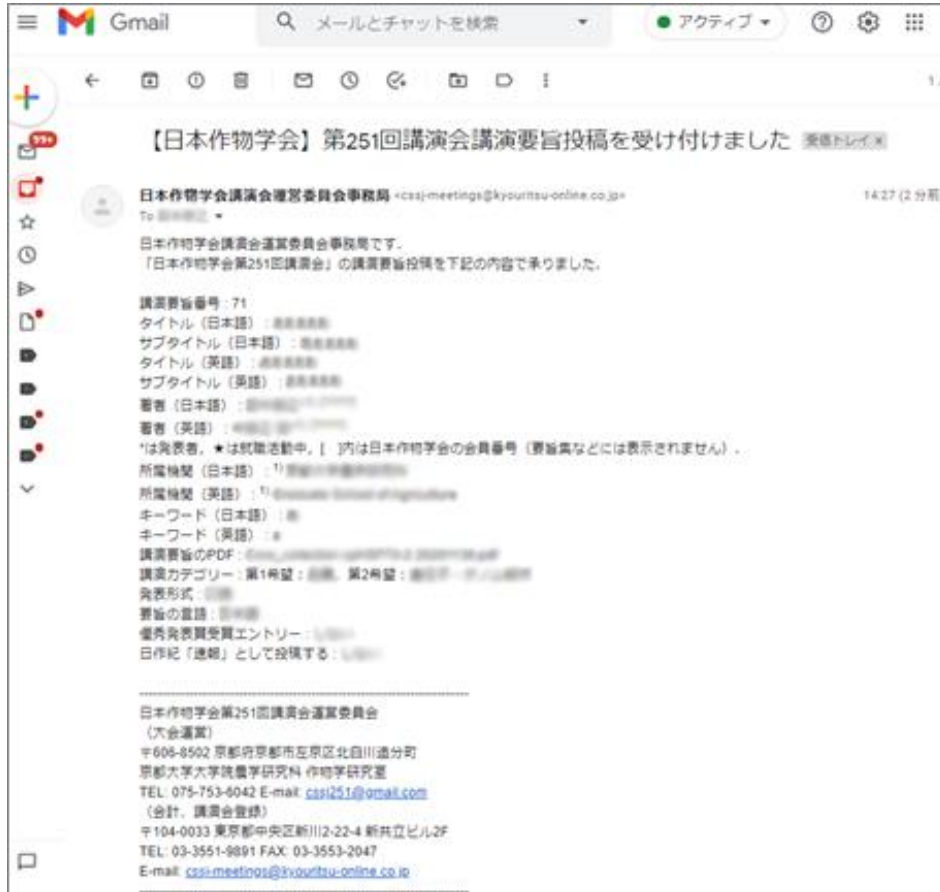 Gmail
メールとチャットを検索
アクティブ
99+
1
【日本作物学会】第251回講演会講演要旨投稿を受け付けました 受信トレイ ×
日本作物学会講演会運営委員会事務局 <cssj-meetings@kyouritsu-online.co.jp>
14:27 (2 分前
To
日本作物学会講演会運営委員会事務局です.
「日本作物学会第251回講演会」の講演要旨投稿を下記の内容で承りました.
講演要旨番号 : 71
タイトル（日本語）:
サブタイトル（日本語）:
タイトル（英語）:
サブタイトル（英語）:
著者（日本語）:
著者（英語）:
*は発表者, ★は就職活動中, [ ]内は日本作物学会の会員番号（要旨集などには表示されません）.
所属機関（日本語）: 1)
所属機関（英語）: 1) Graduate School of Agriculture
キーワード（日本語）:
キーワード（英語）: a
講演要旨のPDF :
講演カテゴリー : 第1希望 : 、第2希望 :
発表形式 :
要旨の言語 :
優秀発表賞受賞エントリー :
日作紀「速報」として投稿する :
日本作物学会第251回講演会運営委員会
（大会運営）
〒606-8502 京都府京都市左京区北白川追分町
京都大学大学院農学研究科 作物学研究室
TEL: 075-753-6042 E-mail: cssj251@gmail.com
（会計、講演会登録）
〒104-0033 東京都中央区新川2-22-4 新共立ビル2F
TEL: 03-3551-9891 FAX: 03-3553-2047
E-mail: cssj-meetings@kyouritsu-online.co.jp